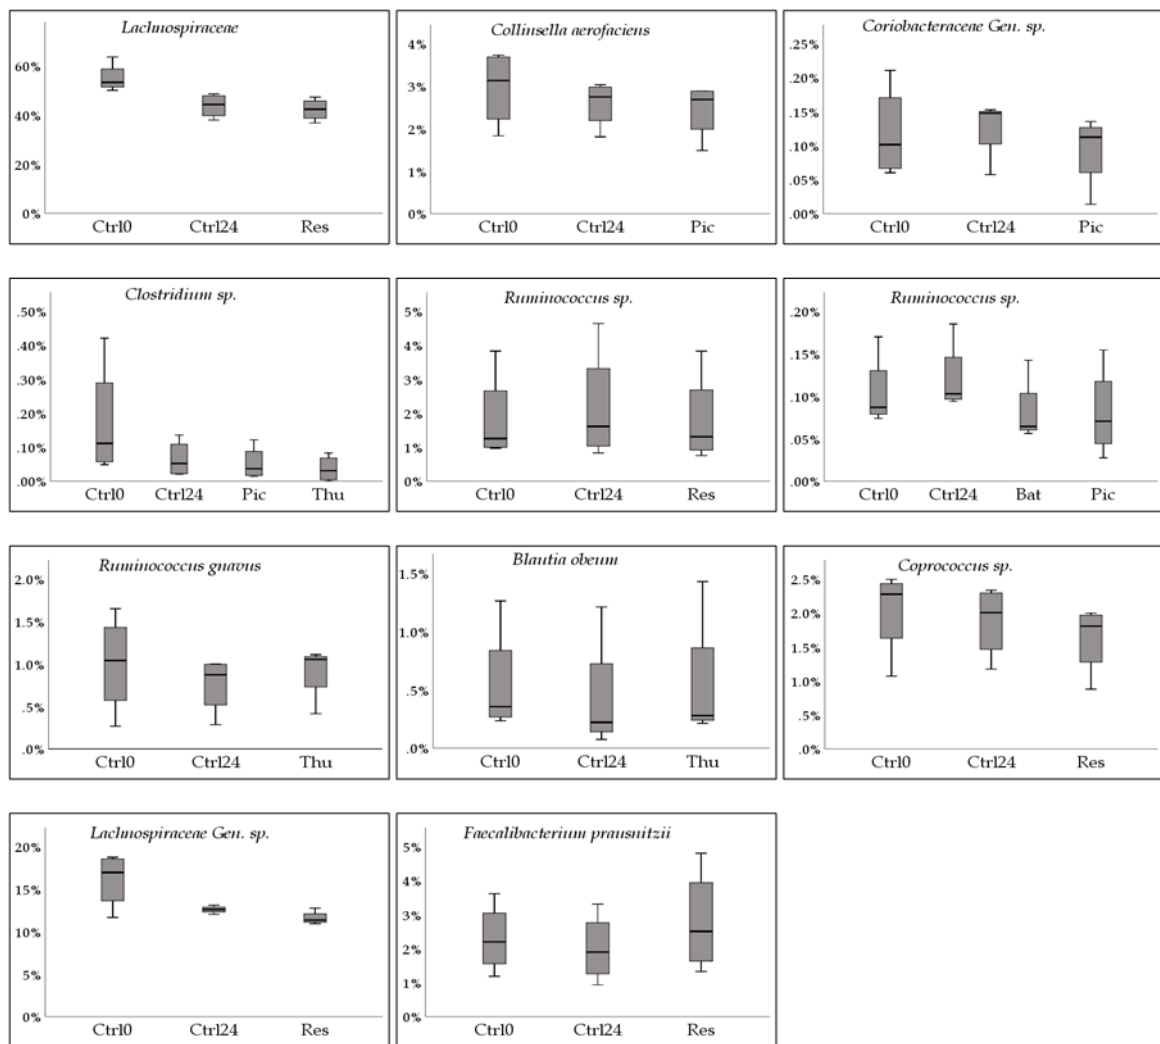 Lachnospiraceae
60%
40%
20%
0%
Ctrl0 Ctrl24 Res
Collinsella aerofaciens
4%
3%
2%
1%
0%
Ctrl0 Ctrl24 Pic
Coriobacteraceae Gen. sp.
.25%
.20%
.15%
.10%
.05%
.00%
Ctrl0 Ctrl24 Pic
Clostridium sp.
.50%
.40%
.30%
.20%
.10%
.00%
Ctrl0 Ctrl24 Pic Thu
Ruminococcus sp.
5%
4%
3%
2%
1%
0%
Ctrl0 Ctrl24 Res
Ruminococcus sp.
.20%
.15%
.10%
.05%
.00%
Ctrl0 Ctrl24 Bat Pic
Ruminococcus gnavus
2.0%
1.5%
1.0%
.5%
.0%
Ctrl0 Ctrl24 Thu
Blautia obeum
1.5%
1.0%
.5%
.0%
Ctrl0 Ctrl24 Thu
Coprococcus sp.
2.5%
2.0%
1.5%
1.0%
.5%
.0%
Ctrl0 Ctrl24 Res
Lachnospiraceae Gen. sp.
20%
15%
10%
5%
0%
Ctrl0 Ctrl24 Res
Faecalibacterium prausnitzii
5%
4%
3%
2%
1%
0%
Ctrl0 Ctrl24 Res